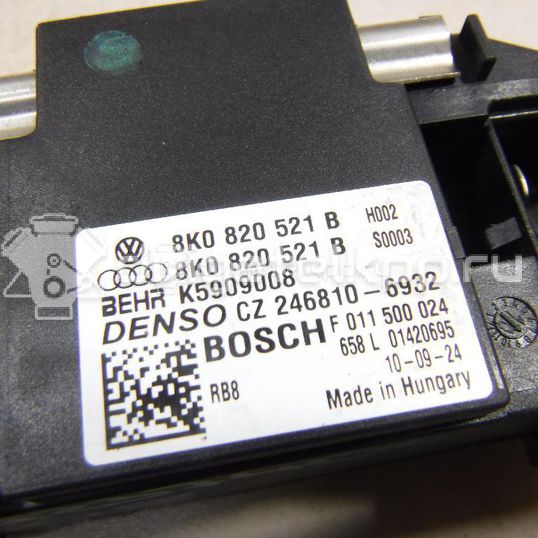 8K0 820 521 B H002
8K0 820 521 B S0003
BEHR K5909008
DENSO CZ 246810-6932
BOSCH F 011 500 024
658 L 01420695
RB8 10-09-24
Made in Hungary